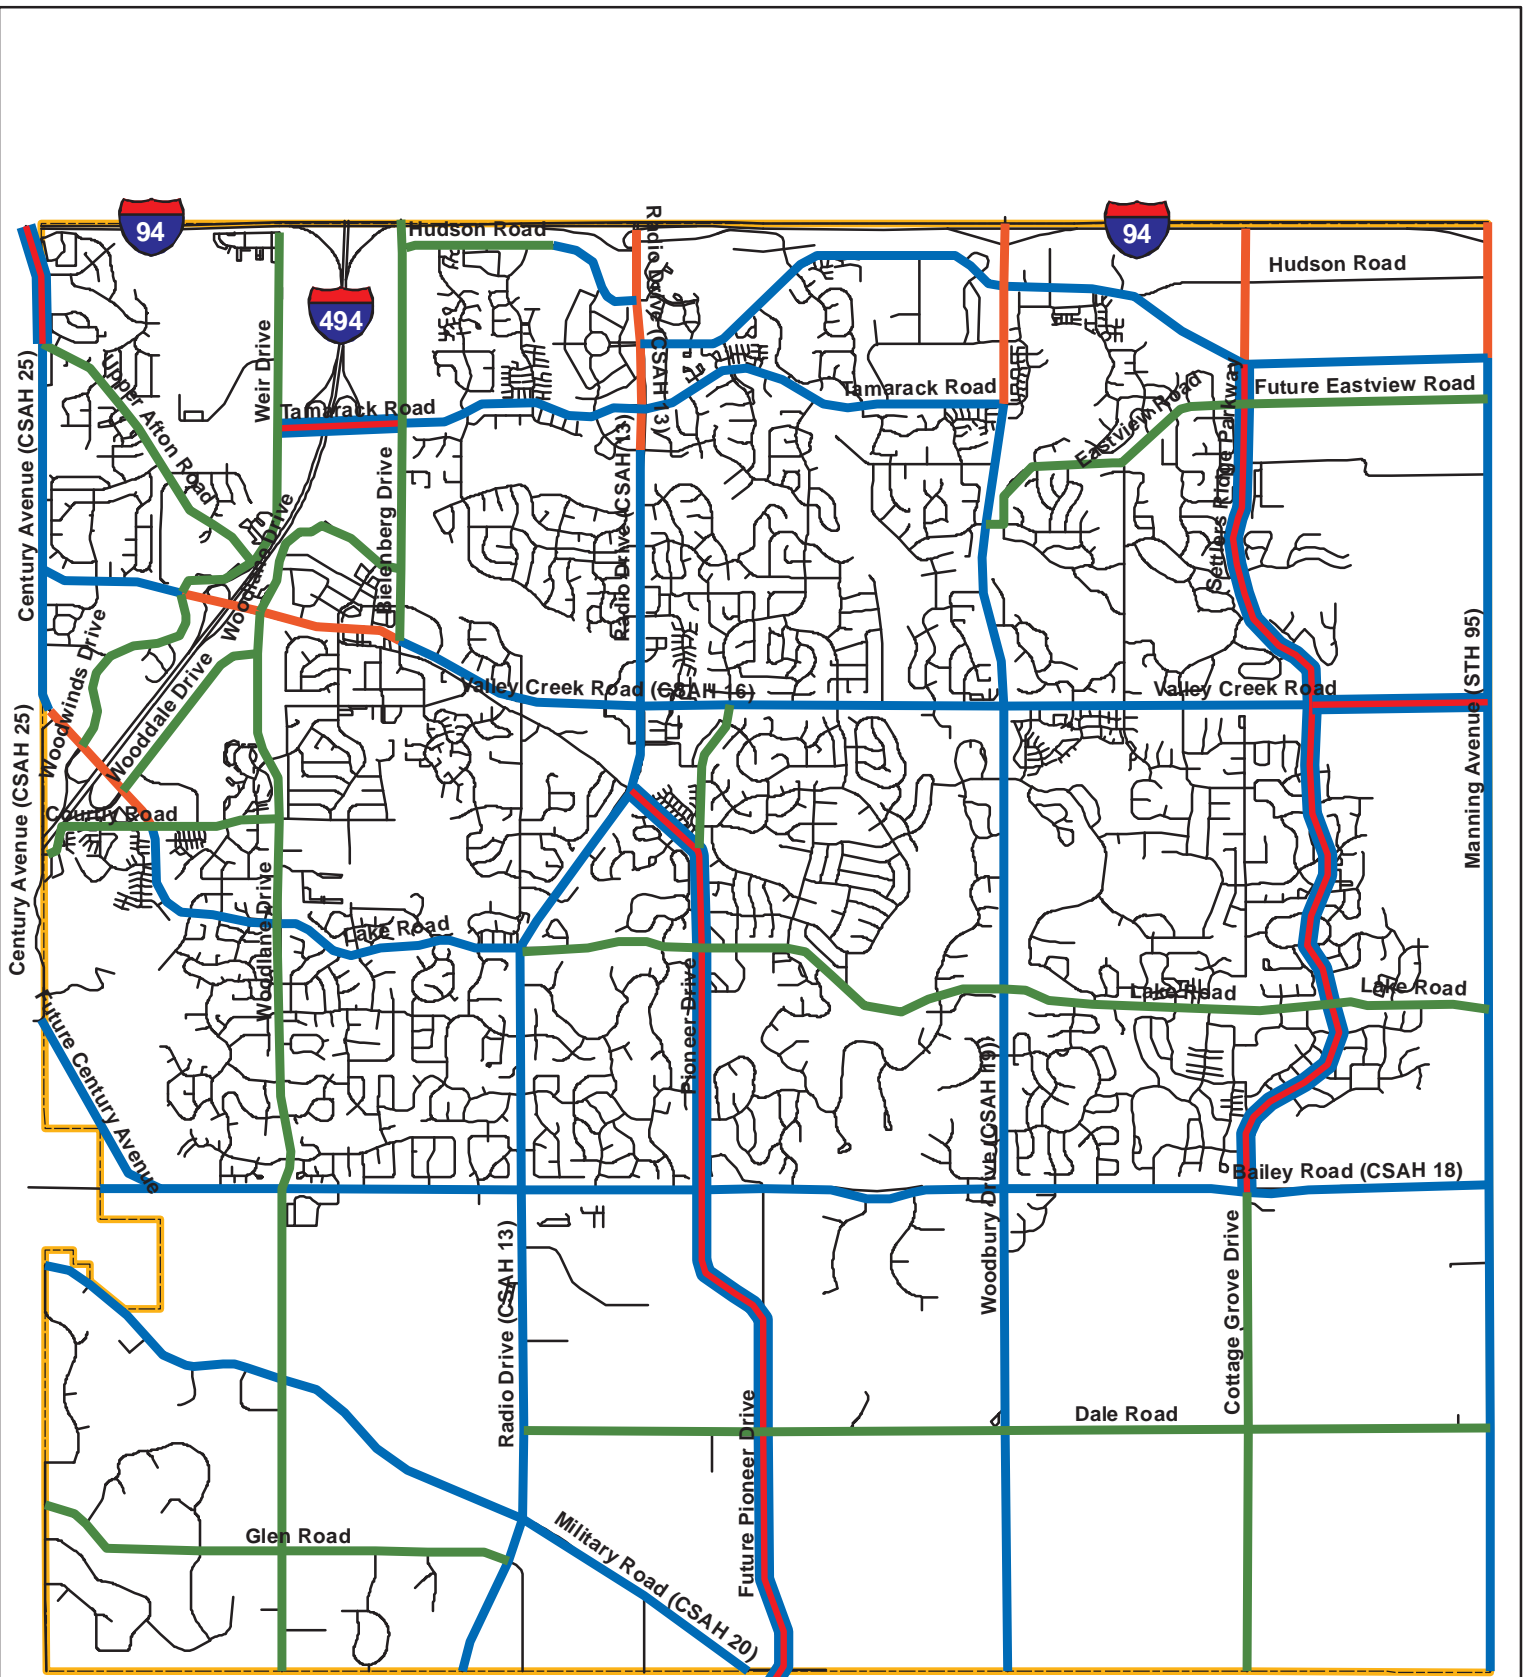 94
94
494
Hudson Road
Radio Drive (CSAH 13)
Hudson Road
Century Avenue (CSAH 25)
Upper Afton Road
Weir Drive
Tamarack Road
Tamarack Road
Future Eastview Road
Eastview Road
Settlers Ridge Parkway
Bielenberg Drive
Radio Drive (CSAH 13)
Woodlane Drive
Woodwinds Drive
Wooddale Drive
Valley Creek Road (CSAH 16)
Valley Creek Road
Manning Avenue (STH 95)
Century Avenue (CSAH 25)
Courtly Road
Woodlane Drive
Lake Road
Pioneer Drive
Lake Road
Lake Road
Future Century Avenue
Woodbury Drive (CSAH 19)
Bailey Road (CSAH 18)
Radio Drive (CSAH 13)
Cottage Grove Drive
Dale Road
Future Pioneer Drive
Glen Road
Military Road (CSAH 20)